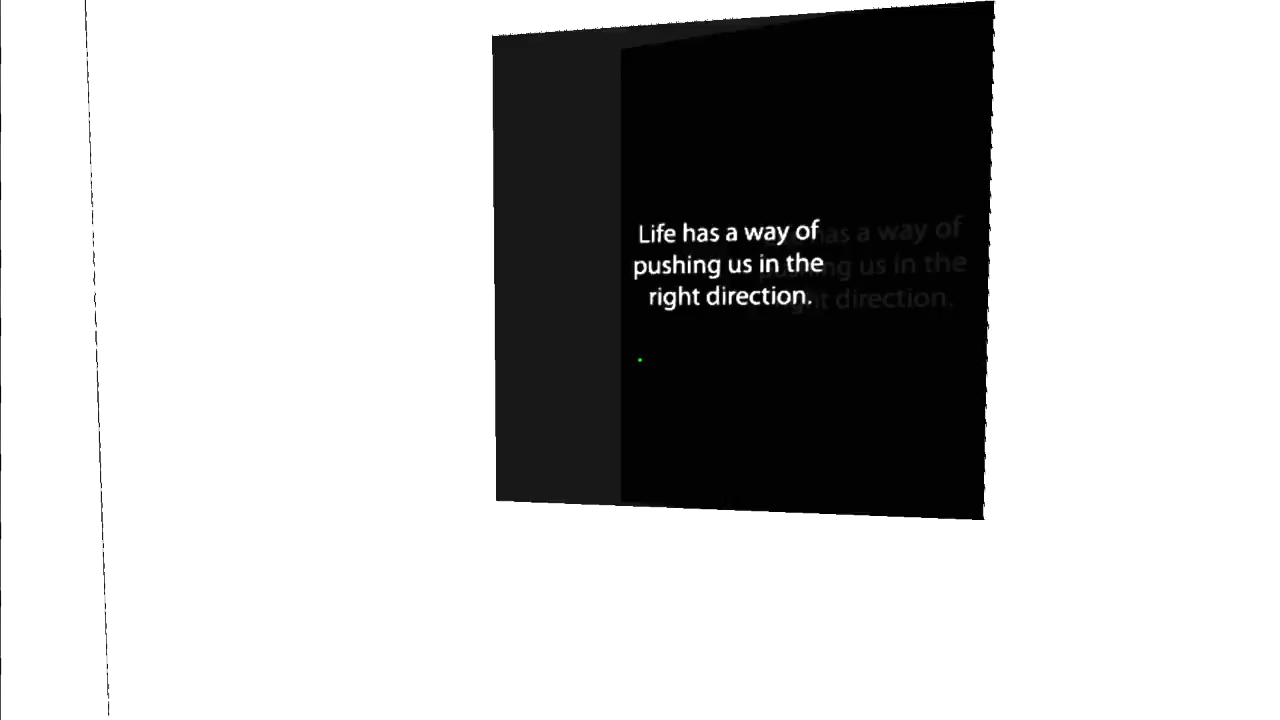 Life has a way of
pushing us in the
right direction.